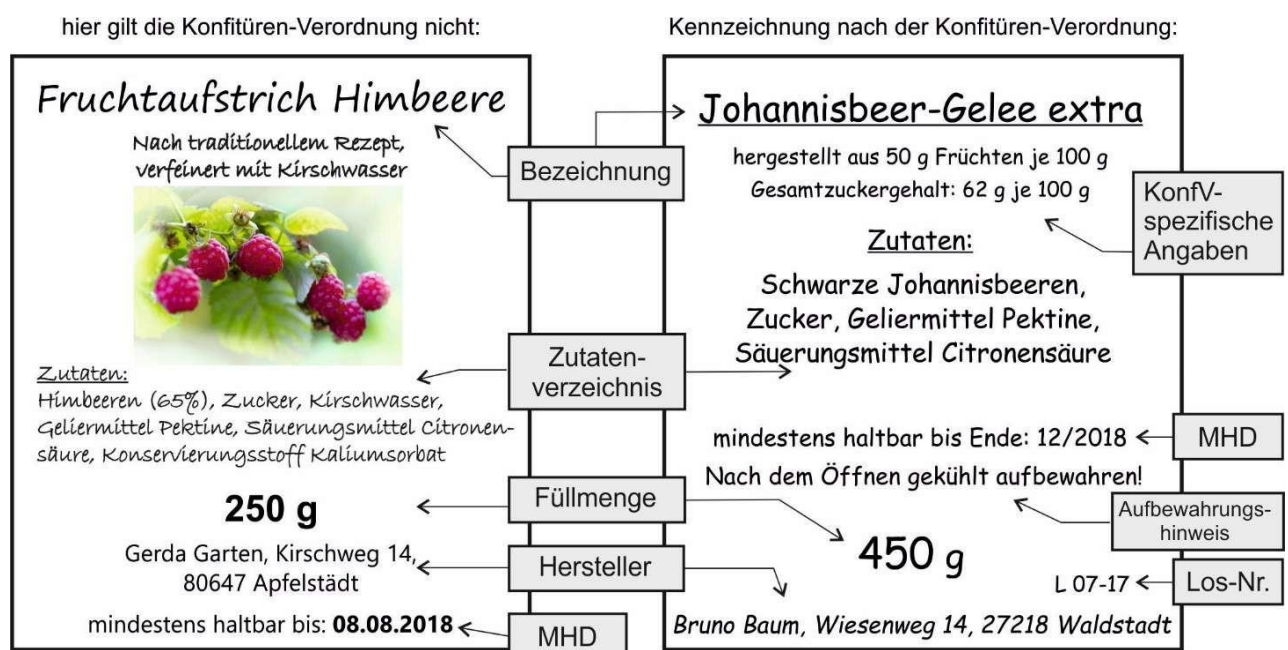 hier gilt die Konfitüren-Verordnung nicht:
Fruchtaufstrich Himbeere
Nach traditionellem Rezept,
verfeinert mit Kirschwasser
Zutaten:
Himbeeren (65%), Zucker, Kirschwasser,
Geliermittel Pektine, Säuerungsmittel Citronen-
säure, Konservierungsstoff Kaliumsorbat
250 g
Gerda Garten, Kirschweg 14,
80647 Apfelstädt
mindestens haltbar bis: 08.08.2018
Bezeichnung
Zutaten-
verzeichnis
Füllmenge
Hersteller
MHD
Kennzeichnung nach der Konfitüren-Verordnung:
Johannisbeer-Gelee extra
hergestellt aus 50 g Früchten je 100 g
Gesamtzuckergehalt: 62 g je 100 g
Zutaten:
Schwarze Johannisbeeren,
Zucker, Geliermittel Pektine,
Säuerungsmittel Citronensäure
mindestens haltbar bis Ende: 12/2018
Nach dem Öffnen gekühlt aufbewahren!
450 g
L 07-17
Bruno Baum, Wiesenweg 14, 27218 Waldstadt
KonfV-
spezifische
Angaben
MHD
Aufbewahrungs-
hinweis
Los-Nr.